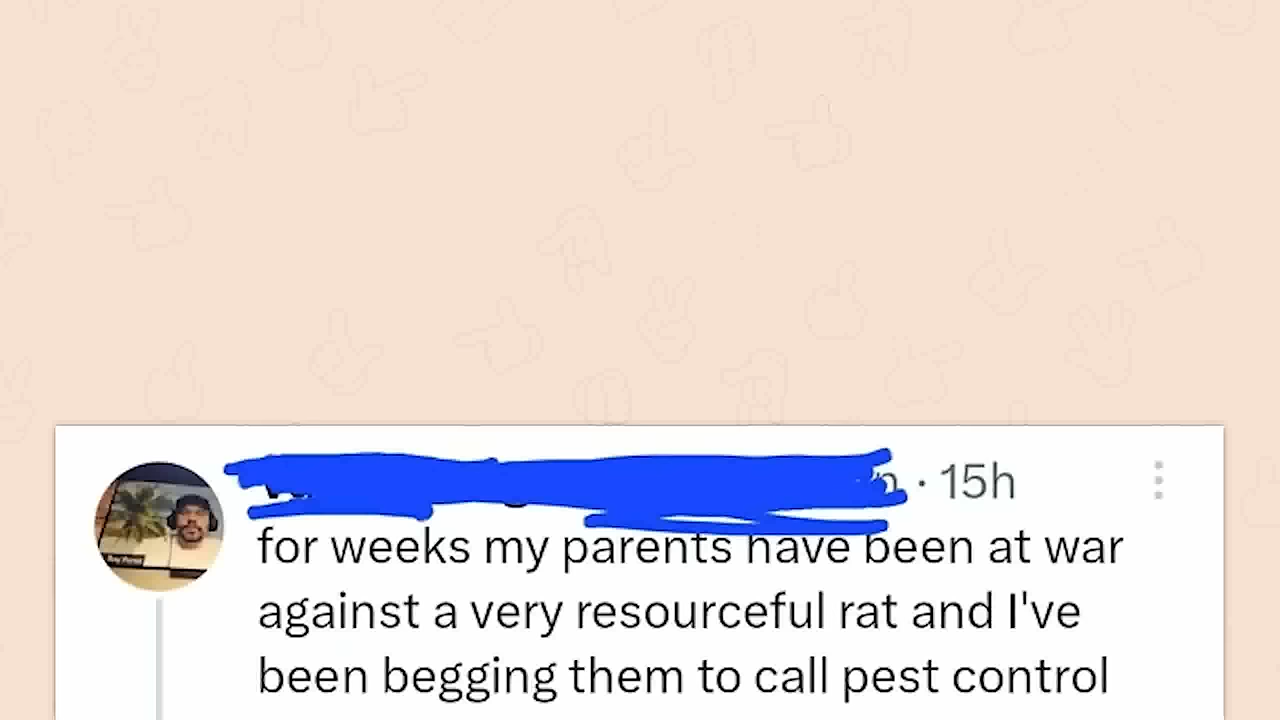 · 15h
for weeks my parents have been at war
against a very resourceful rat and I've
been begging them to call pest control